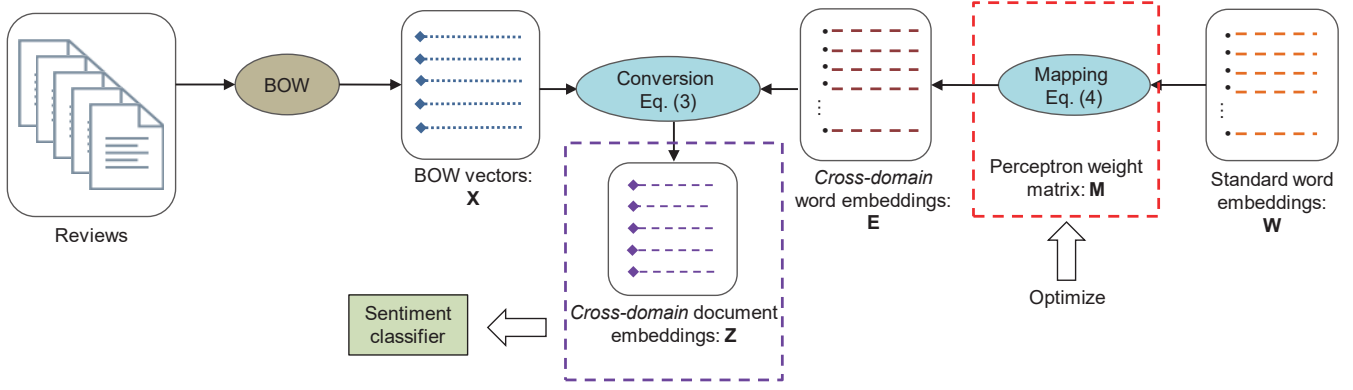 Reviews
BOW
BOW vectors:
X
Conversion
Eq. (3)
Cross-domain document
embeddings: Z
Sentiment
classifier
Cross-domain
word embeddings:
E
Mapping
Eq. (4)
Perceptron weight
matrix: M
Optimize
Standard word
embeddings:
W